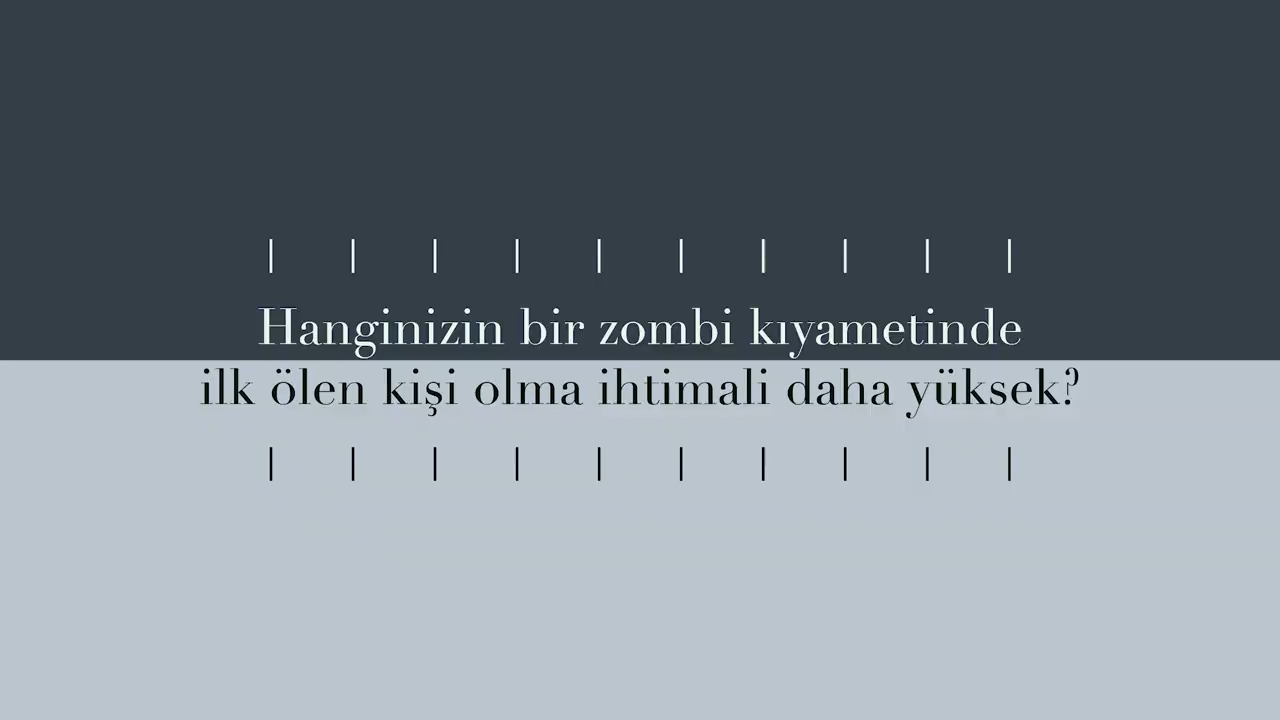 Hanginizin bir zombi kıyametinde
ilk ölen kişi olma ihtimali daha yüksek?